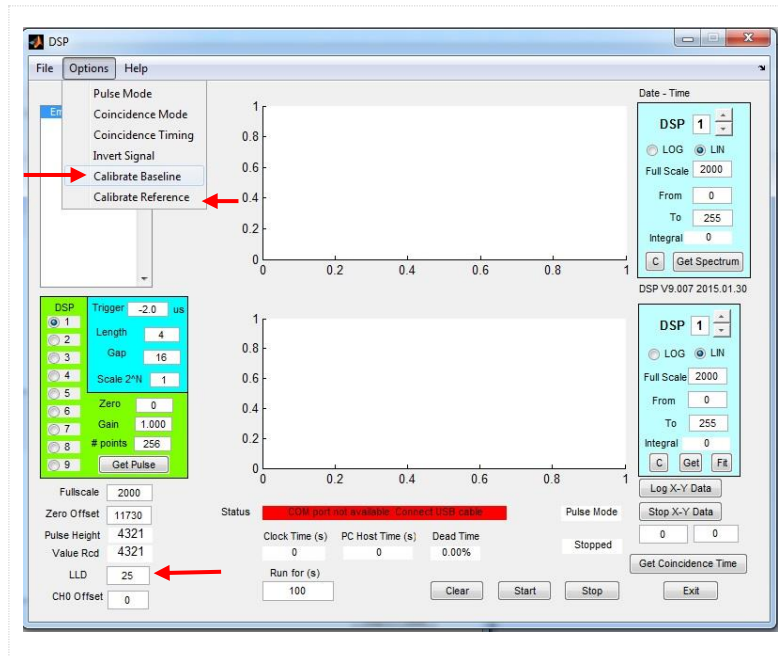 DSP
File Options Help
Pulse Mode
Coincidence Mode
Coincidence Timing
Invert Signal
Calibrate Baseline
Calibrate Reference
1
0.8
0.6
0.4
0.2
0
0 0.2 0.4 0.6 0.8 1
Date - Time
DSP 1
LOG LIN
Full Scale 2000
From 0
To 255
Integral 0
C Get Spectrum
DSP V9.007 2015.01.30
DSP
1
2
3
4
5
6
7
8
9
Trigger -2.0 us
Length 4
Gap 16
Scale 2^N 1
Zero 0
Gain 1.000
# points 256
Get Pulse
1
0.8
0.6
0.4
0.2
0
0 0.2 0.4 0.6 0.8 1
DSP 1
LOG LIN
Full Scale 2000
From 0
To 255
Integral 0
C Get Fit
Fullscale 2000
Zero Offset 11730
Pulse Height 4321
Value Rcd 4321
LLD 25
CH0 Offset 0
Status COM port not available. Connect USB cable
Pulse Mode
Clock Time (s) PC Host Time (s) Dead Time
0 0 0.00%
Stopped
Run for (s)
100
Clear Start Stop
Log X-Y Data
Stop X-Y Data
0 0
Get Coincidence Time
Exit